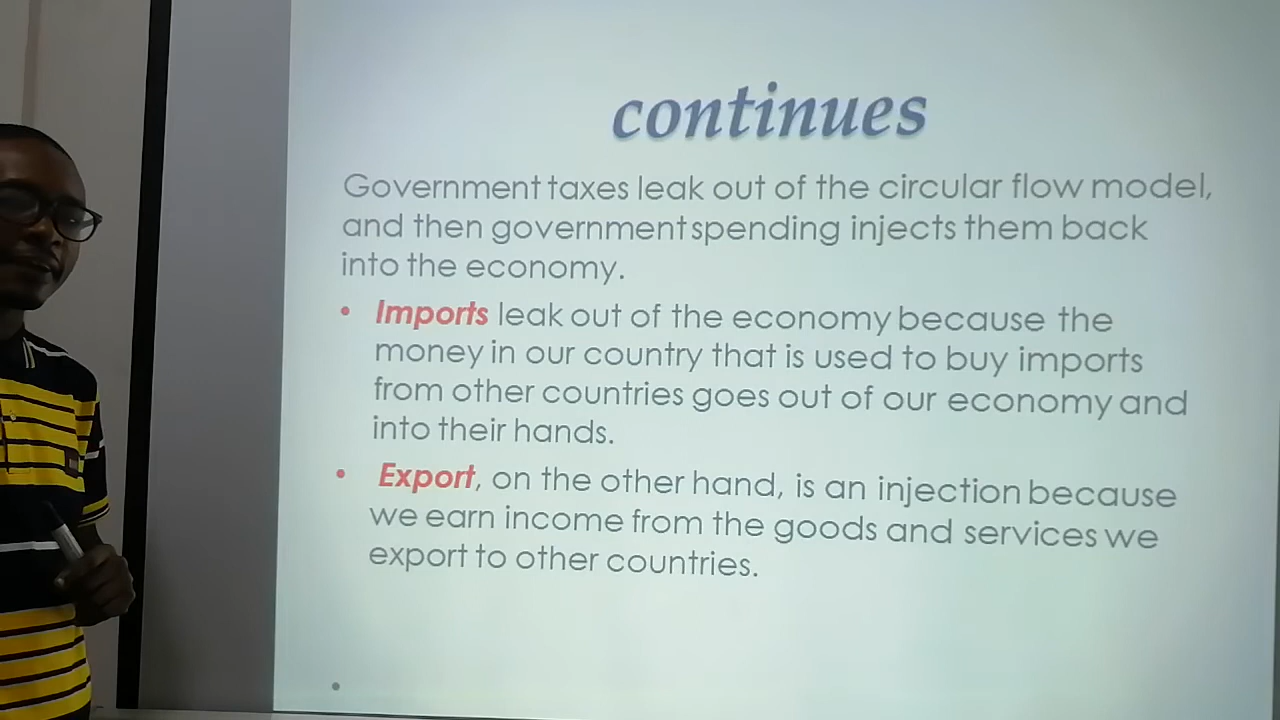 continues
Government taxes leak out of the circular flow model,
and then government spending injects them back
into the economy.
• Imports leak out of the economy because the
money in our country that is used to buy imports
from other countries goes out of our economy and
into their hands.
• Export, on the other hand, is an injection because
we earn income from the goods and services we
export to other countries.
•